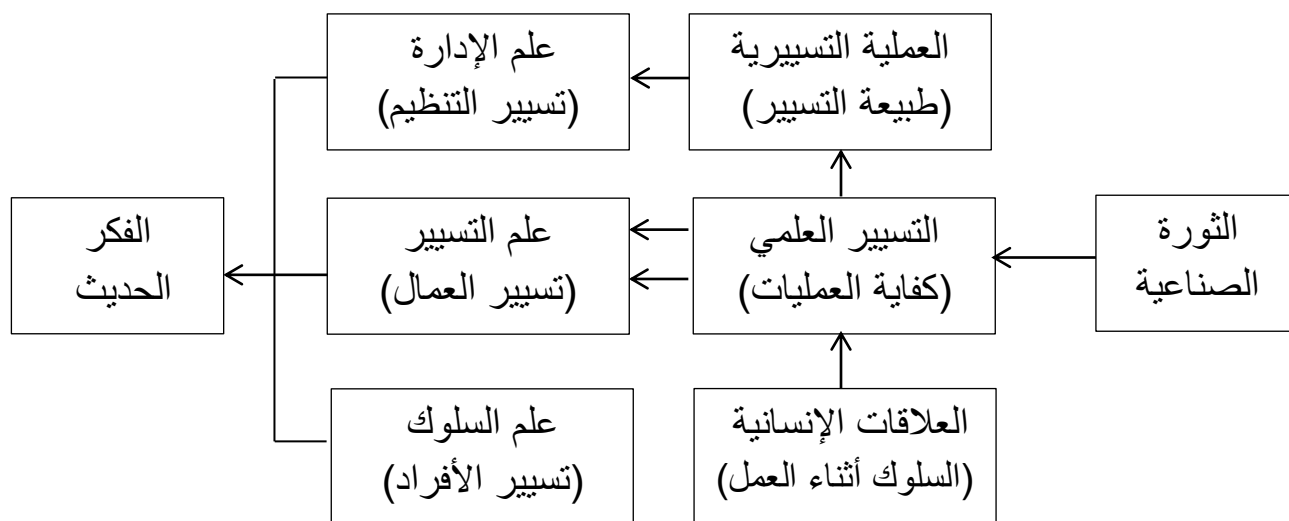 العملية التسييرية
(طبيعة التسيير)
علم الإدارة
(تسيير التنظيم)
الثورة
الصناعية
التسيير العلمي
(كفاية العمليات)
علم التسيير
(تسيير العمال)
الفكر
الحديث
العلاقات الإنسانية
(السلوك أثناء العمل)
علم السلوك
(تسيير الأفراد)